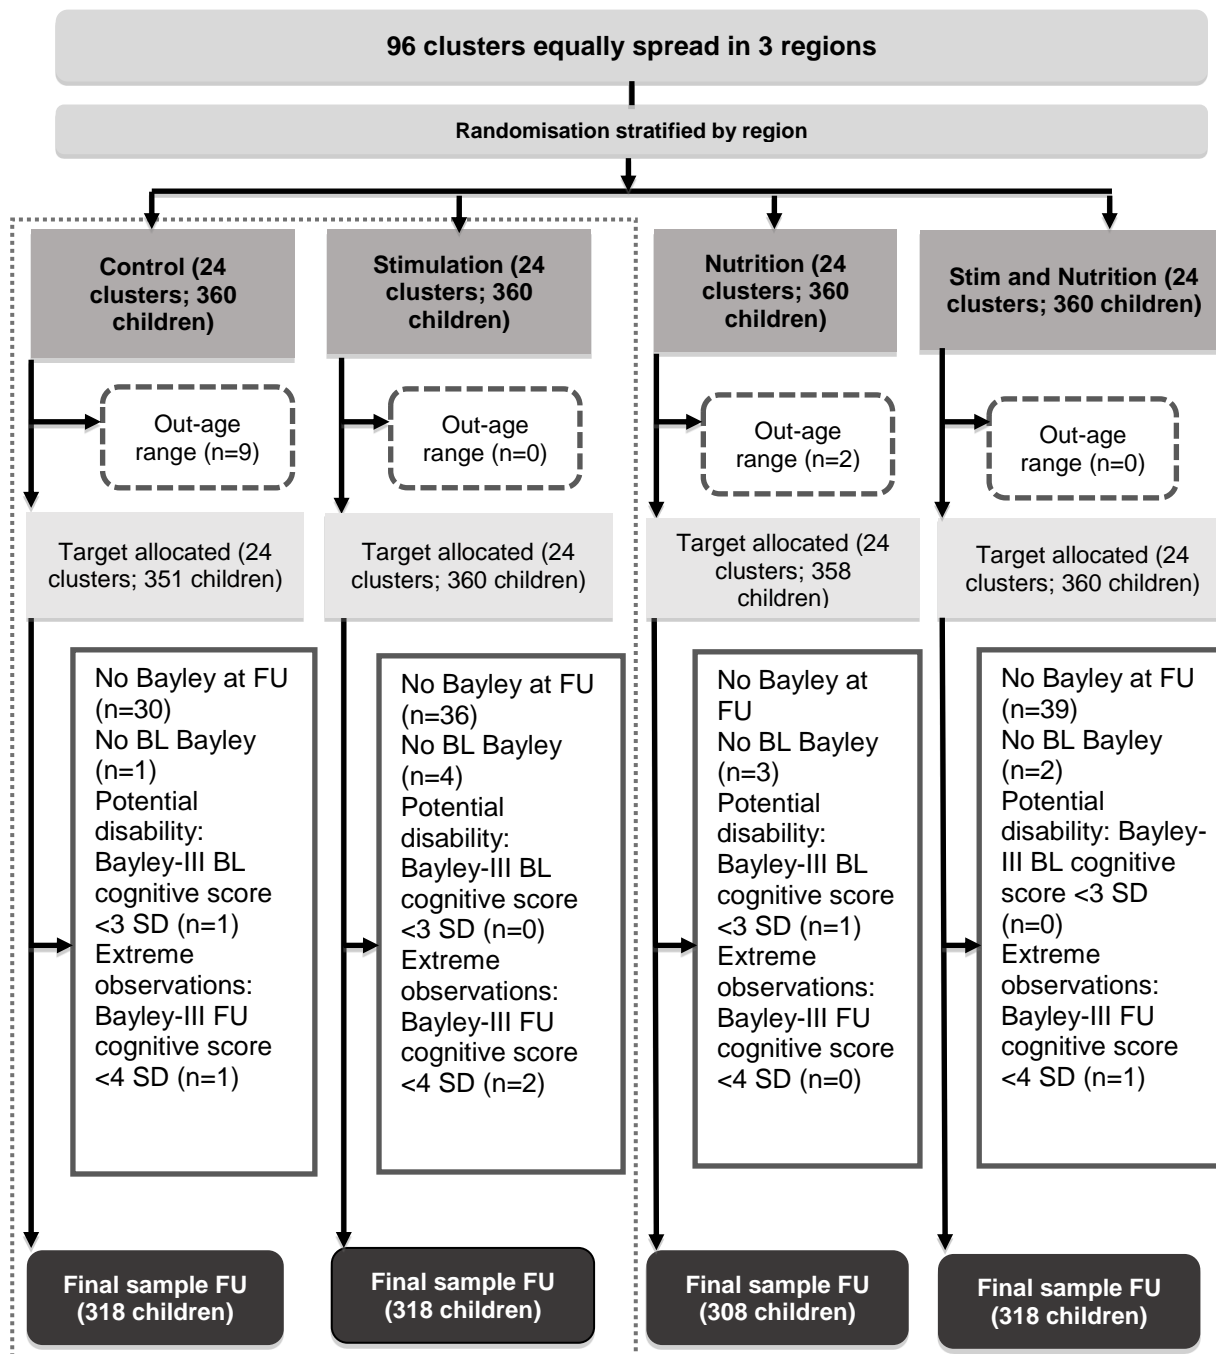 96 clusters equally spread in 3 regions
Randomisation stratified by region
Control (24
clusters; 360
children)
Stimulation (24
clusters; 360
children)
Nutrition (24
clusters; 360
children)
Stim and Nutrition (24
clusters; 360 children)
Out-age
range (n=9)
Out-age
range (n=0)
Out-age
range (n=2)
Out-age
range (n=0)
Target allocated (24
clusters; 351 children)
Target allocated (24
clusters; 360 children)
Target allocated (24
clusters; 358
children)
Target allocated (24
clusters; 360 children)
No Bayley at FU
(n=30)
No BL Bayley
(n=1)
Potential
disability:
Bayley-III BL
cognitive score
<3 SD (n=1)
Extreme
observations:
Bayley-III FU
cognitive score
<4 SD (n=1)
No Bayley at FU
(n=36)
No BL Bayley
(n=4)
Potential
disability:
Bayley-III BL
cognitive score
<3 SD (n=0)
Extreme
observations:
Bayley-III FU
cognitive score
<4 SD (n=2)
No Bayley at
FU
No BL Bayley
(n=3)
Potential
disability:
Bayley-III BL
cognitive score
<3 SD (n=1)
Extreme
observations:
Bayley-III FU
cognitive score
<4 SD (n=0)
No Bayley at FU
(n=39)
No BL Bayley
(n=2)
Potential
disability: Bayley-
III BL cognitive
score <3 SD
(n=0)
Extreme
observations:
Bayley-III FU
cognitive score
<4 SD (n=1)
Final sample FU
(318 children)
Final sample FU
(318 children)
Final sample FU
(308 children)
Final sample FU
(318 children)